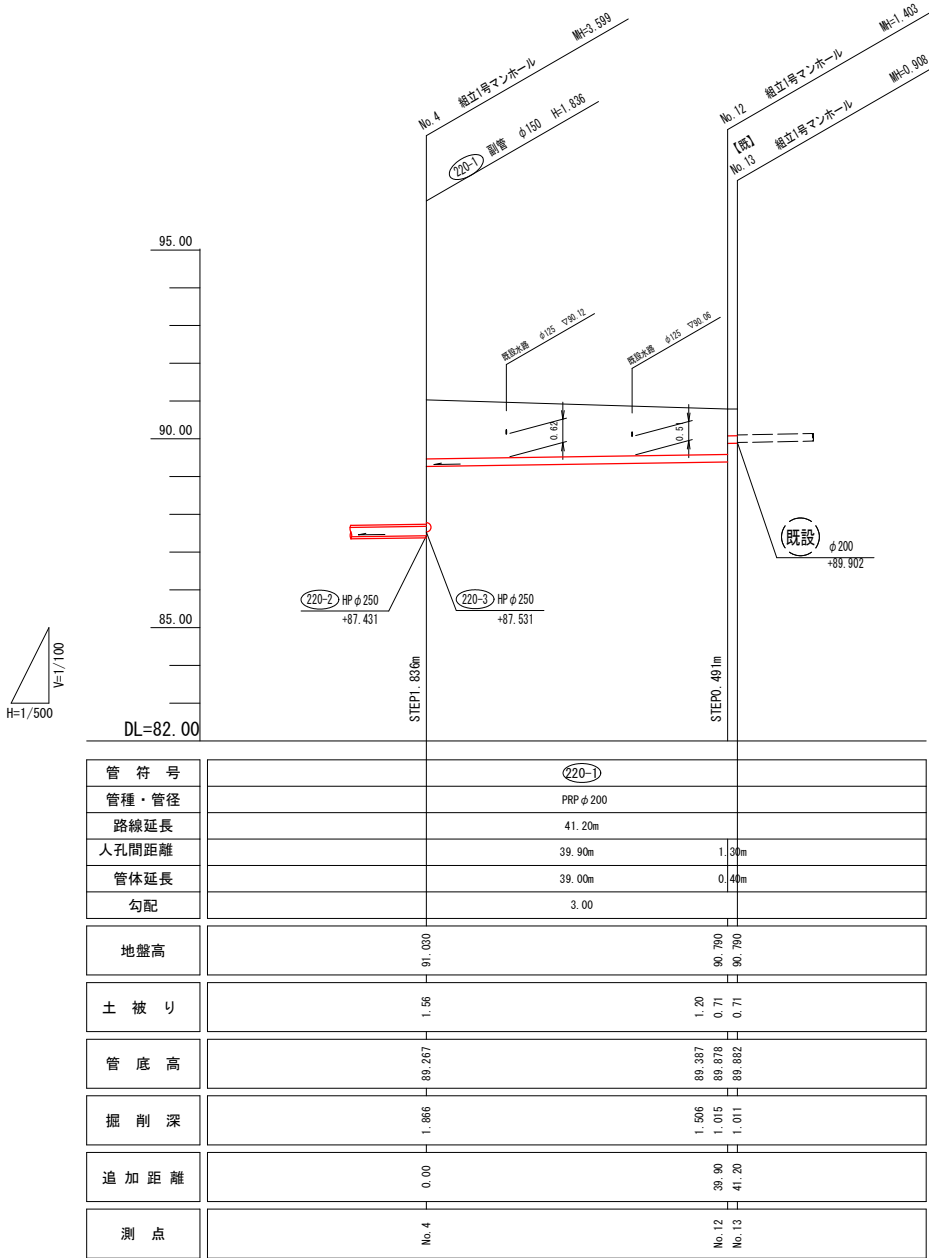 No.4 組立1号マンホール MH=3.599
220-1 副管 φ150 H=1.836
No.12 組立1号マンホール MH=1.403
【既】
No.13 組立1号マンホール MH=0.908
95.00
既設水路 φ125 ▽90.12
既設水路 φ125 ▽90.06
90.00
0.62
0.51
既設 φ200
+89.902
220-2 HPφ250
+87.431
220-3 HPφ250
+87.531
85.00
V=1/100
H=1/500
STEP1.836m
STEP0.491m
DL=82.00
管符号 220-1
管種・管径 PRPφ200
路線延長 41.20m
人孔間距離 39.90m 1.30m
管体延長 39.00m 0.40m
勾配 3.00
地盤高 91.030 90.790 90.790
土被り 1.56 1.20 0.71 0.71
管底高 89.267 89.387 89.878 89.882
掘削深 1.866 1.506 1.015 1.011
追加距離 0.00 39.90 41.20
測点 No.4 No.12 No.13